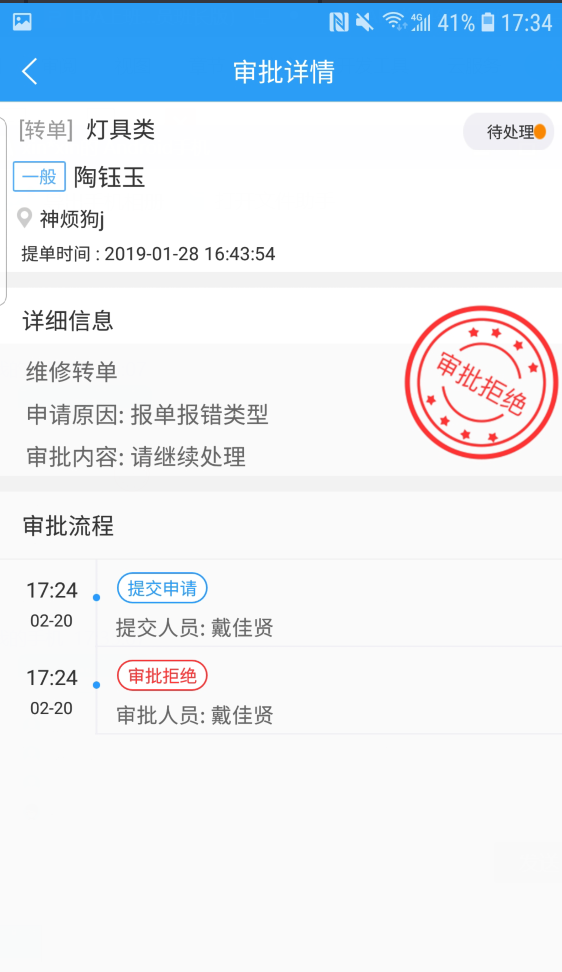 4G 41% 17:34
审批详情
[转单] 灯具类 待处理
一般 陶钰玉
神烦狗j
提单时间 : 2019-01-28 16:43:54
详细信息
审批拒绝
维修转单
申请原因: 报单报错类型
审批内容: 请继续处理
审批流程
17:24 提交申请
02-20 提交人员: 戴佳贤
17:24 审批拒绝
02-20 审批人员: 戴佳贤